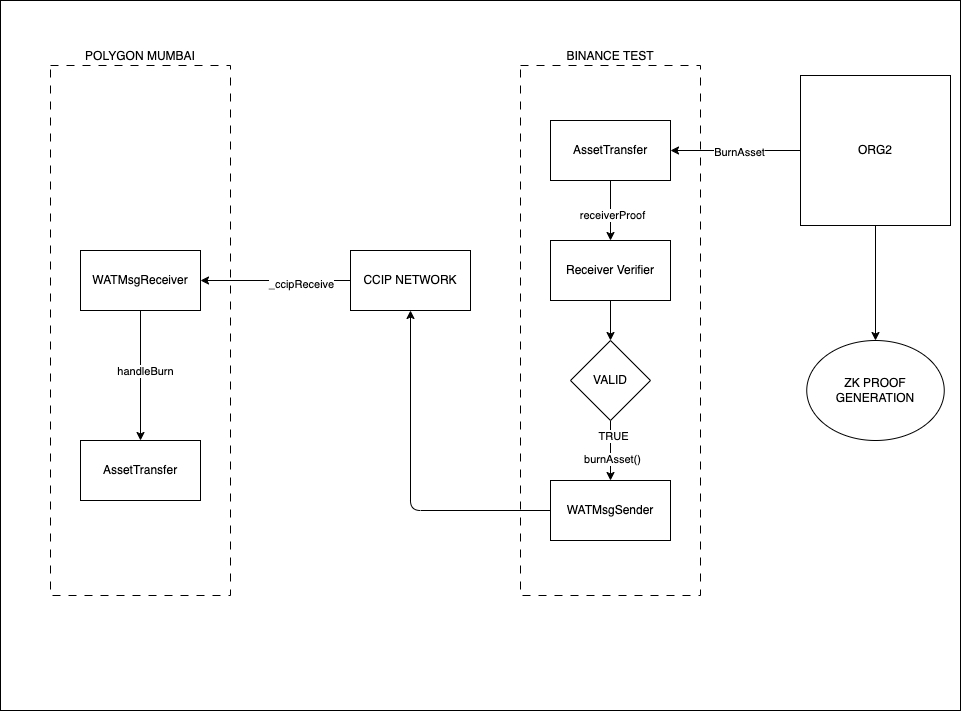 POLYGON MUMBAI
BINANCE TEST
AssetTransfer
BurnAsset
ORG2
receiverProof
WATMsgReceiver
_ccipReceive
CCIP NETWORK
Receiver Verifier
handleBurn
VALID
ZK PROOF
GENERATION
TRUE
burnAsset()
AssetTransfer
WATMsgSender